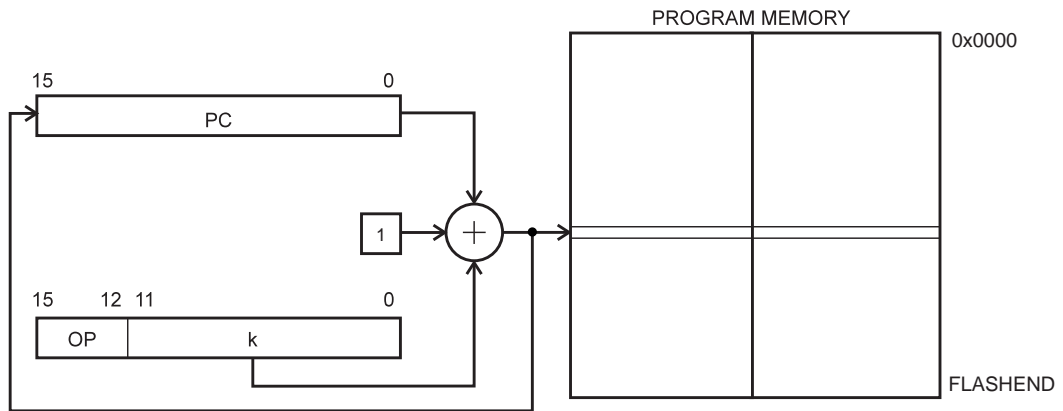 PROGRAM MEMORY
0x0000
15 0
PC
1
+
15 12 11 0
OP k
FLASHEND